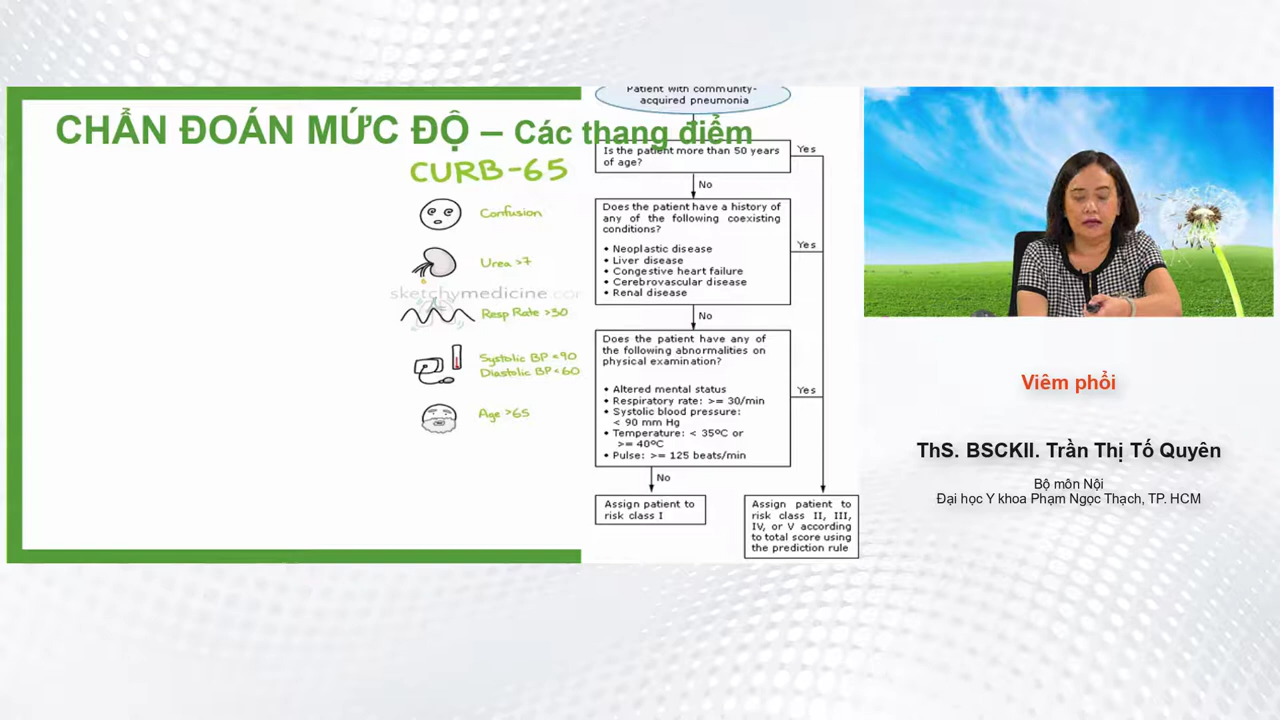 CHẨN ĐOÁN MỨC ĐỘ – Các thang điểm
CURB-65
Confusion
Urea >7
sketchymedicine.com
Resp Rate >30
Systolic BP <90
Diastolic BP <60
Age >65
Patient with community-
acquired pneumonia
Is the patient more than 50 years
of age?
Yes
No
Does the patient have a history of
any of the following coexisting
conditions?
• Neoplastic disease
• Liver disease
• Congestive heart failure
• Cerebrovascular disease
• Renal disease
Yes
No
Does the patient have any of
the following abnormalities on
physical examination?
• Altered mental status
• Respiratory rate: >= 30/min
• Systolic blood pressure:
< 90 mm Hg
• Temperature: < 35ºC or
>= 40ºC
• Pulse: >= 125 beats/min
Yes
No
Assign patient to
risk class I
Assign patient to
risk class II, III,
IV, or V according
to total score using
the prediction rule
Viêm phổi
ThS. BSCKII. Trần Thị Tố Quyên
Bộ môn Nội
Đại học Y khoa Phạm Ngọc Thạch, TP. HCM